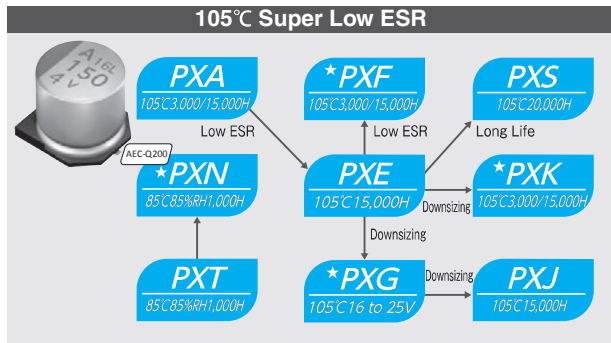 105℃ Super Low ESR
A 16L
150
4 V
AEC-Q200
PXA
105℃3,000/15,000H
Low ESR
★PXF
105℃3,000/15,000H
Low ESR
PXS
105℃20,000H
Long Life
★PXN
85℃85%RH1,000H
PXE
105℃15,000H
Downsizing
★PXK
105℃3,000/15,000H
Downsizing
PXT
85℃85%RH1,000H
★PXG
105℃16 to 25V
Downsizing
PXJ
105℃15,000H